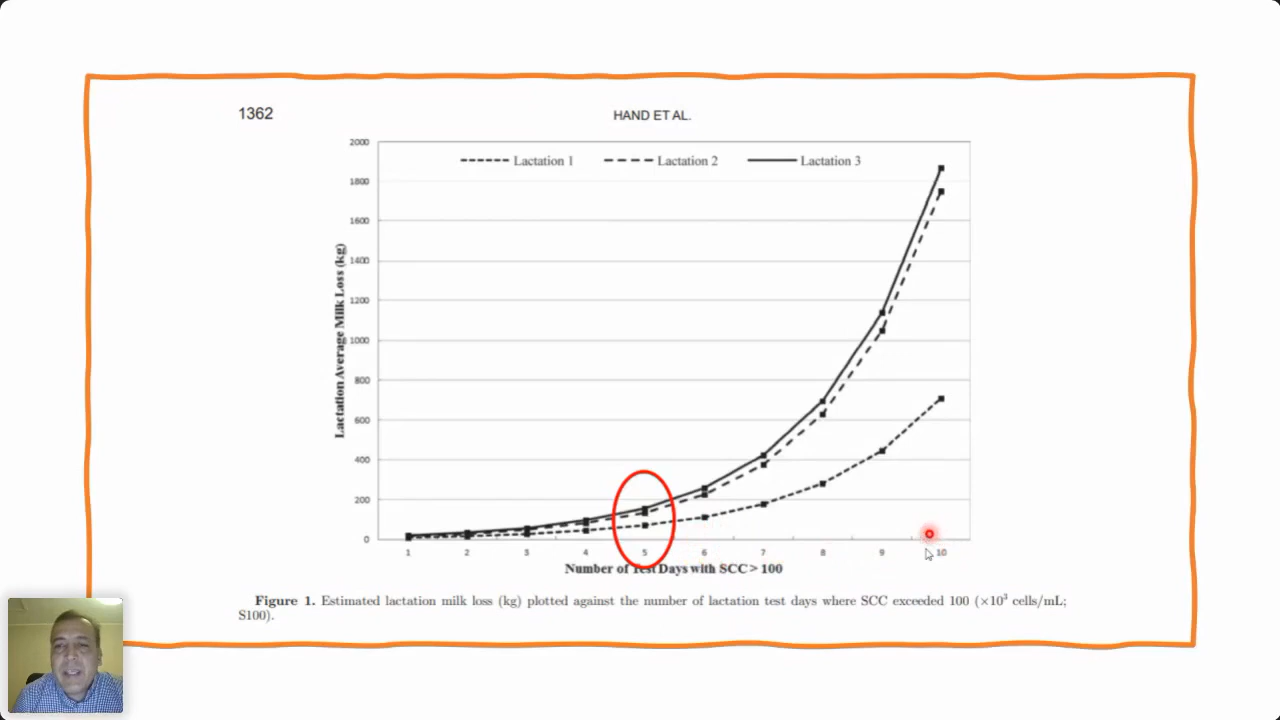 1362
HAND ET AL.
2000
Lactation 1
Lactation 2
Lactation 3
1800
1600
1400
1200
1000
800
600
400
200
0
Lactation Average Milk Loss (kg)
1 2 3 4 5 6 7 8 9 10
Number of Test Days with SCC > 100
Figure 1. Estimated lactation milk loss (kg) plotted against the number of lactation test days where SCC exceeded 100 (×10³ cells/mL;
S100).